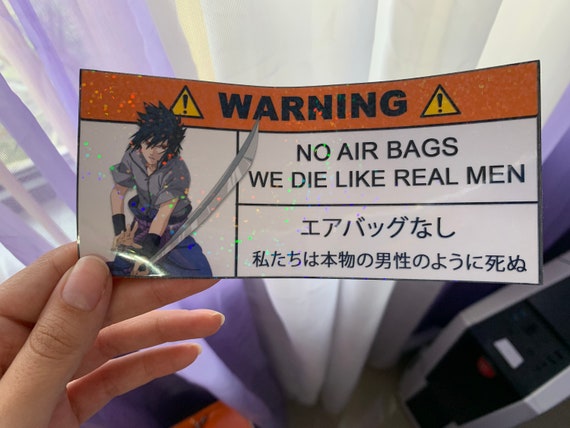 WARNING
NO AIR BAGS
WE DIE LIKE REAL MEN
エアバッグなし
私たちは本物の男性のように死ぬ